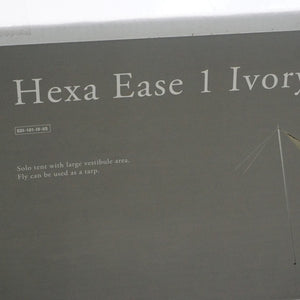 Hexa Ease 1 Ivory
Solo tent with large vestibule area.
Fly can be used as a tarp.